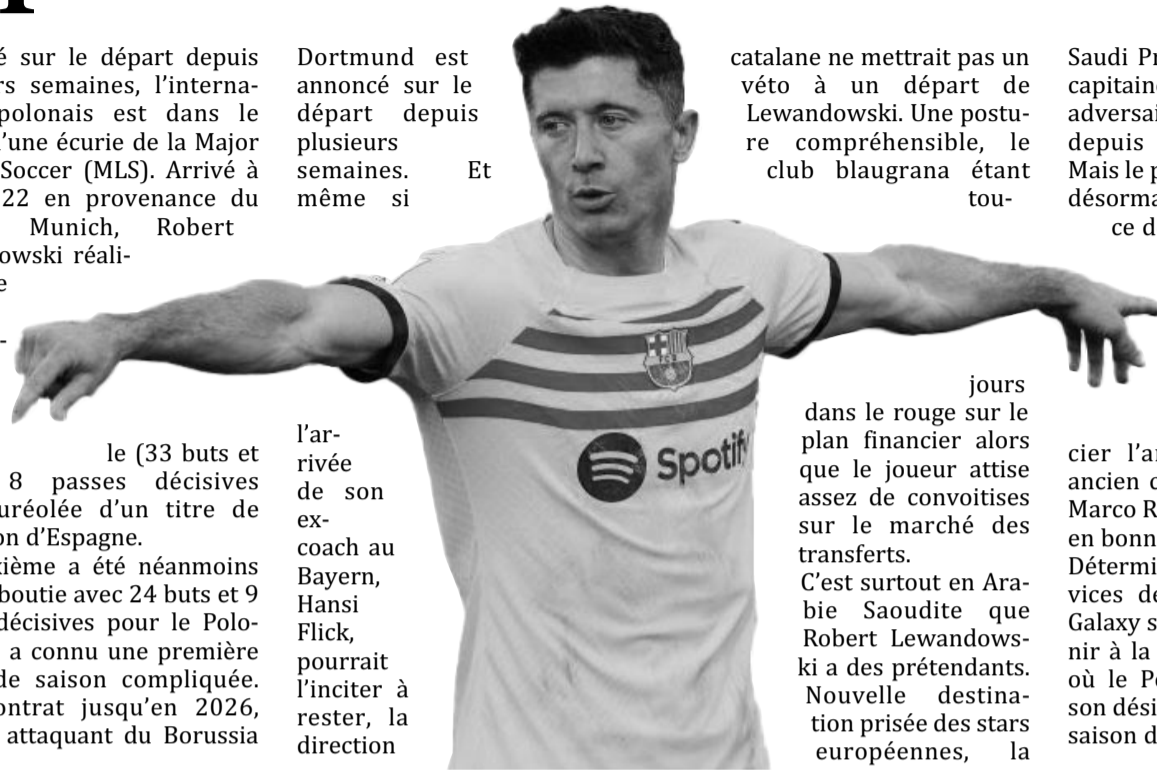 sur le départ depuis
semaines, l’interna-
polonais est dans le
d’une écurie de la Major
Soccer (MLS). Arrivé à
22 en provenance du
Munich, Robert
owski réali-
e
-
le (33 buts et
8 passes décisives
uréolée d’un titre de
on d’Espagne.
xième a été néanmoins
boutie avec 24 buts et 9
décisives pour le Polo-
a connu une première
de saison compliquée.
ontrat jusqu’en 2026,
attaquant du Borussia
Dortmund est
annoncé sur le
départ depuis
plusieurs
semaines. Et
même si
l’ar-
rivée
de son
ex-
coach au
Bayern,
Hansi
Flick,
pourrait
l’inciter à
rester, la
direction
Spotify
catalane ne mettrait pas un
véto à un départ de
Lewandowski. Une postu-
re compréhensible, le
club blaugrana étant
tou-
jours
dans le rouge sur le
plan financier alors
que le joueur attise
assez de convoitises
sur le marché des
transferts.
C’est surtout en Ara-
bie Saoudite que
Robert Lewandows-
ki a des prétendants.
Nouvelle destina-
tion prisée des stars
européennes, la
Saudi Pr
capitaine
adversai
depuis
Mais le p
désorma
ce d
cier l’a
ancien c
Marco R
en bonn
Détermi
vices de
Galaxy s
nir à la
où le Po
son dési
saison d